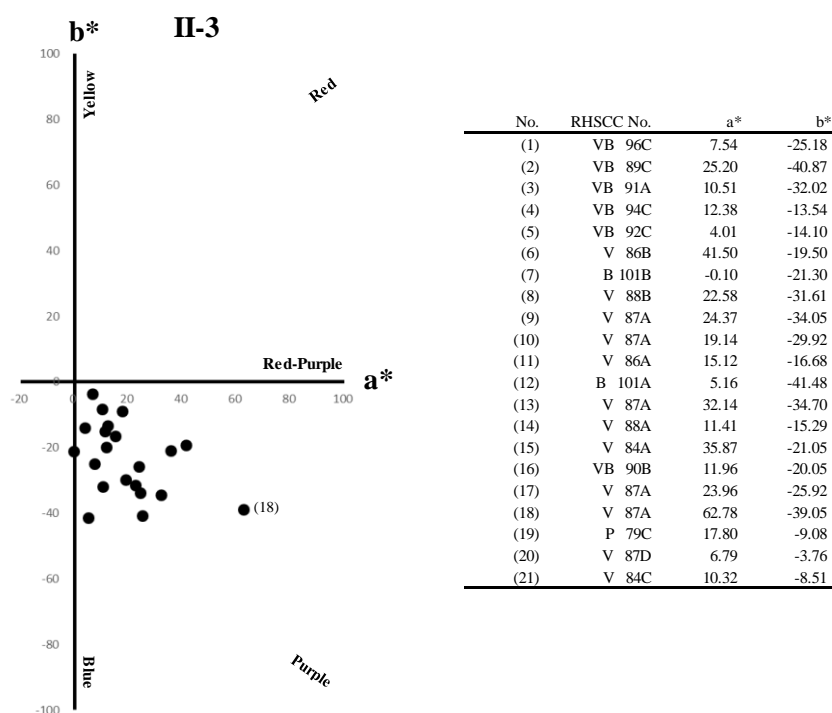 II-3
b*
100
80
60
40
20
0
-20
-40
-60
-80
-100
-20 0 20 40 60 80 100
Yellow
Red
Red-Purple
a*
(18)
Blue
Purple
No. RHSCC No. a* b*
(1) VB 96C 7.54 -25.18
(2) VB 89C 25.20 -40.87
(3) VB 91A 10.51 -32.02
(4) VB 94C 12.38 -13.54
(5) VB 92C 4.01 -14.10
(6) V 86B 41.50 -19.50
(7) B 101B -0.10 -21.30
(8) V 88B 22.58 -31.61
(9) V 87A 24.37 -34.05
(10) V 87A 19.14 -29.92
(11) V 86A 15.12 -16.68
(12) B 101A 5.16 -41.48
(13) V 87A 32.14 -34.70
(14) V 88A 11.41 -15.29
(15) V 84A 35.87 -21.05
(16) VB 90B 11.96 -20.05
(17) V 87A 23.96 -25.92
(18) V 87A 62.78 -39.05
(19) P 79C 17.80 -9.08
(20) V 87D 6.79 -3.76
(21) V 84C 10.32 -8.51